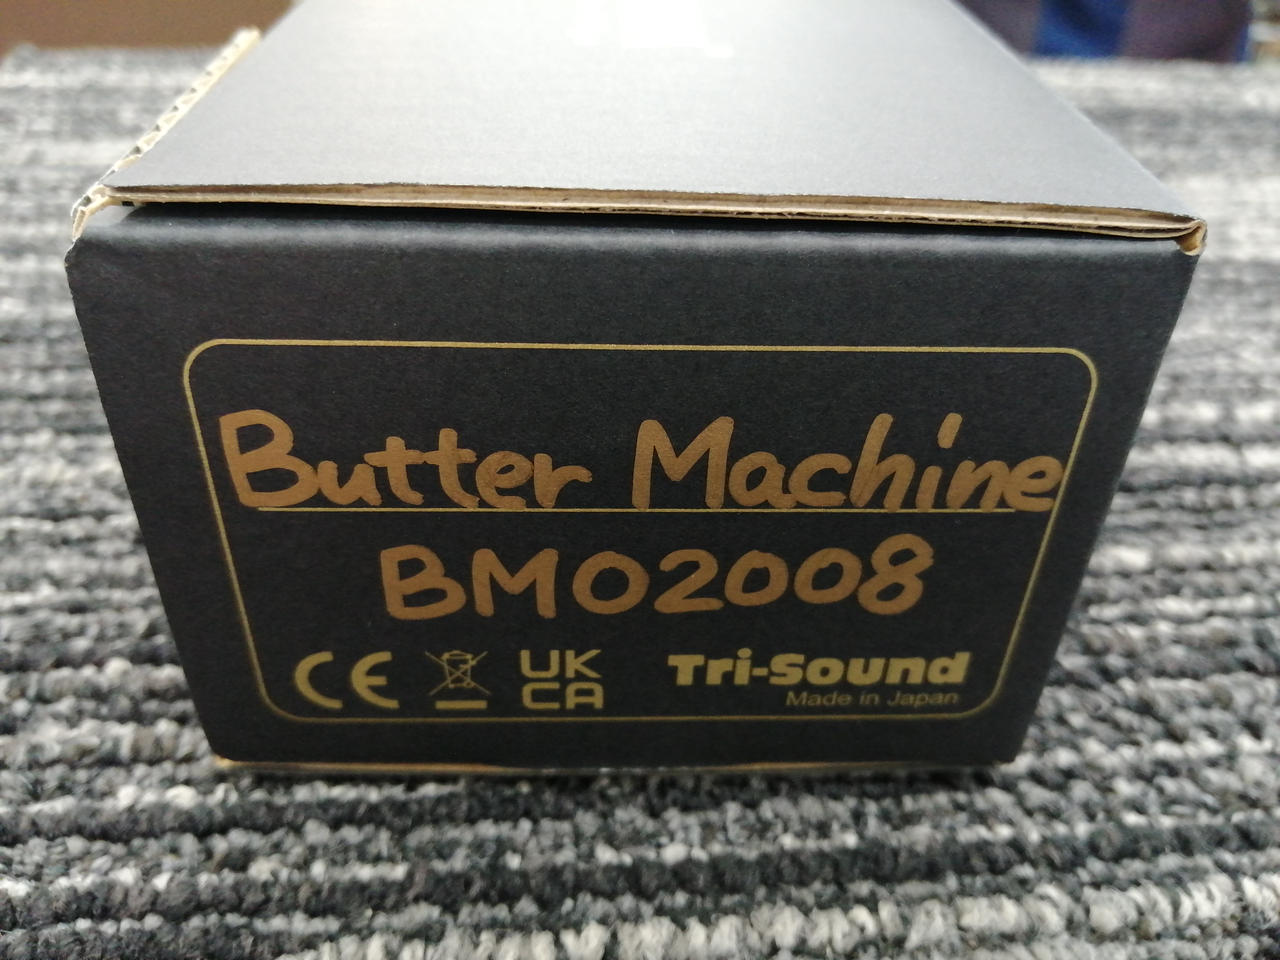 Butter Machine
BM02008
CE UK CA Tri-Sound
Made in Japan